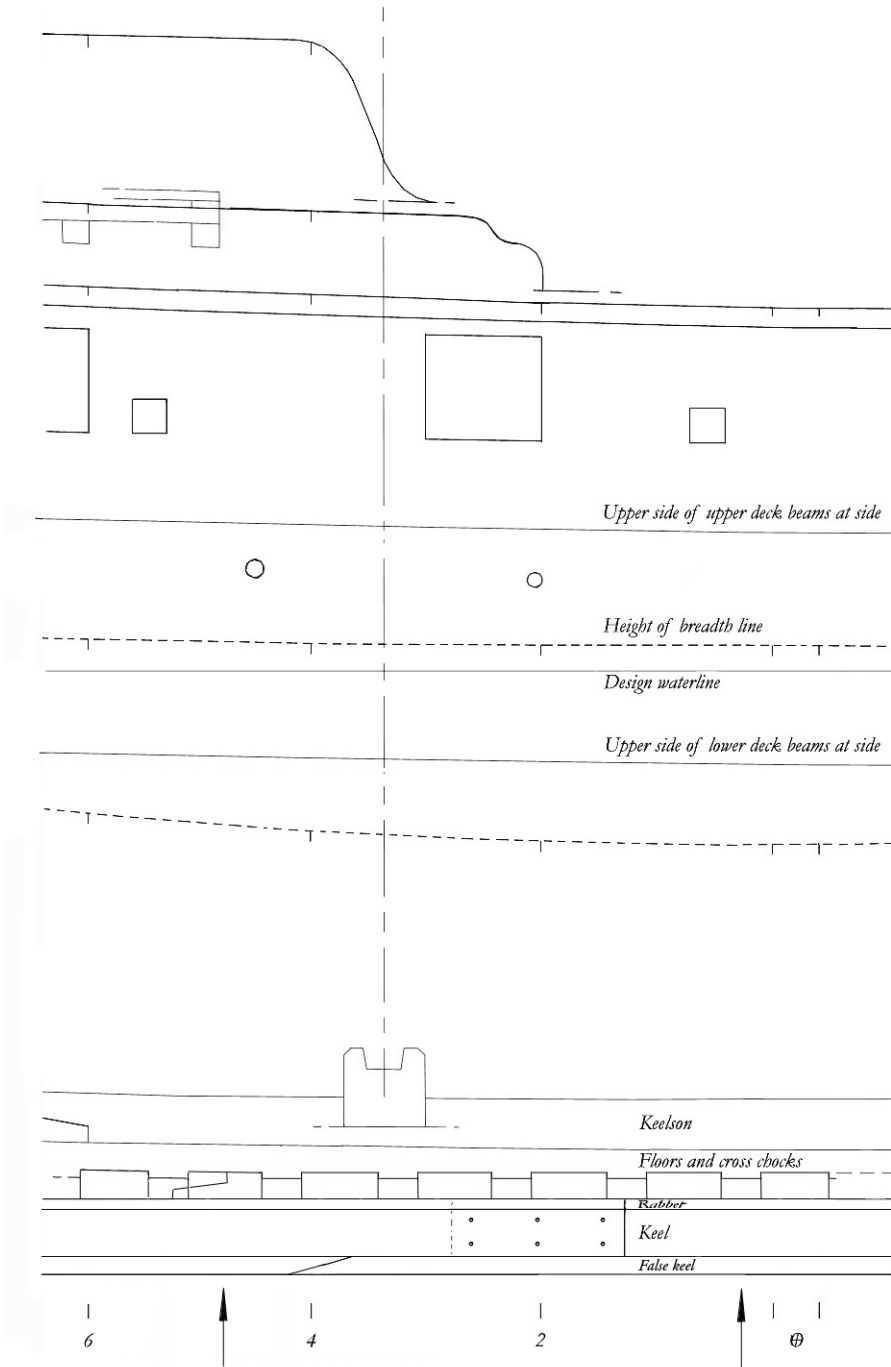 Upper side of upper deck beams at side
Height of breadth line
Design waterline
Upper side of lower deck beams at side
Keelson
Floors and cross chocks
Rabbet
Keel
False keel
6 4 2 ⊕